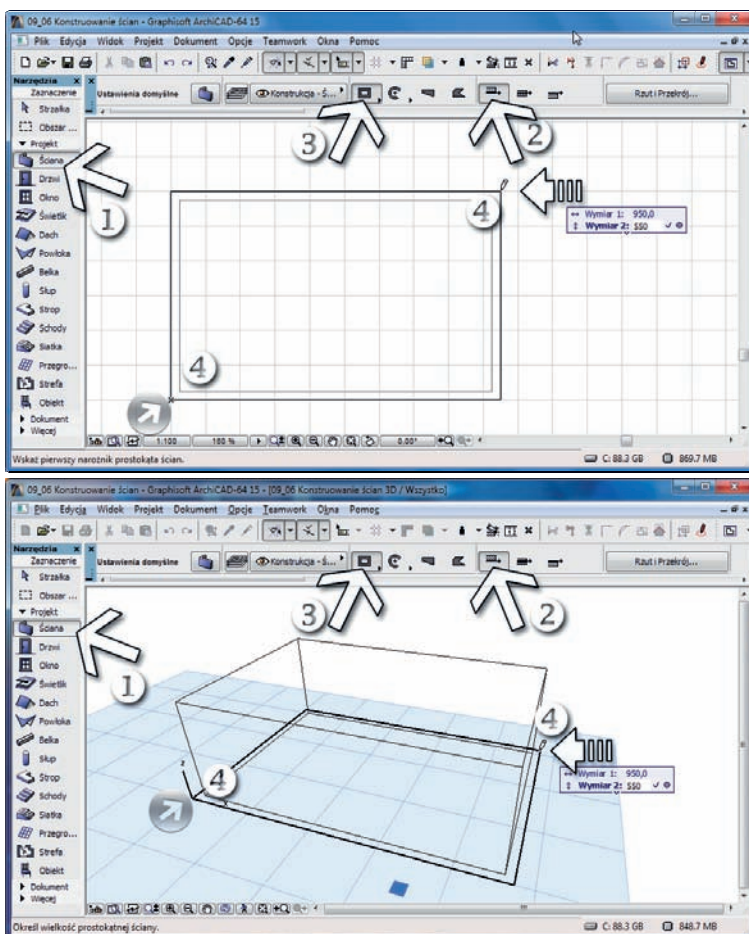 09_06 Konstruowanie ścian - Graphisoft ArchiCAD-64 15
Plik Edycja Widok Projekt Dokument Opcje Teamwork Okna Pomoc
Narzędzia
Zaznaczenie
Ustawienia domyślne
Konstrukcja - Ś...
Rzut i Przekrój...
Strzałka
Obszar ...
Projekt
Ściana
Drzwi
Okno
Świetlik
Dach
Powłoka
Belka
Słup
Strop
Schody
Siatka
Przegro...
Strefa
Obiekt
Dokument
Więcej
1
2
3
4
4
Wymiar 1: 950,0
Wymiar 2: 550
1:100 160 % 0.00°
Wskaż pierwszy narożnik prostokąta ścian.
C: 88.3 GB 869.7 MB
09_06 Konstruowanie ścian - Graphisoft ArchiCAD-64 15 - [09_06 Konstruowanie ścian 3D / Wszystko]
Plik Edycja Widok Projekt Dokument Opcje Teamwork Okna Pomoc
Narzędzia
Zaznaczenie
Ustawienia domyślne
Konstrukcja - Ś...
Rzut i Przekrój...
Strzałka
Obszar ...
Projekt
Ściana
Drzwi
Okno
Świetlik
Dach
Powłoka
Belka
Słup
Strop
Schody
Siatka
Przegro...
Strefa
Obiekt
Dokument
Więcej
1
2
3
4
4
z
Wymiar 1: 950,0
Wymiar 2: 550
Określ wielkość prostokątnej ściany.
C: 88.3 GB 848.7 MB